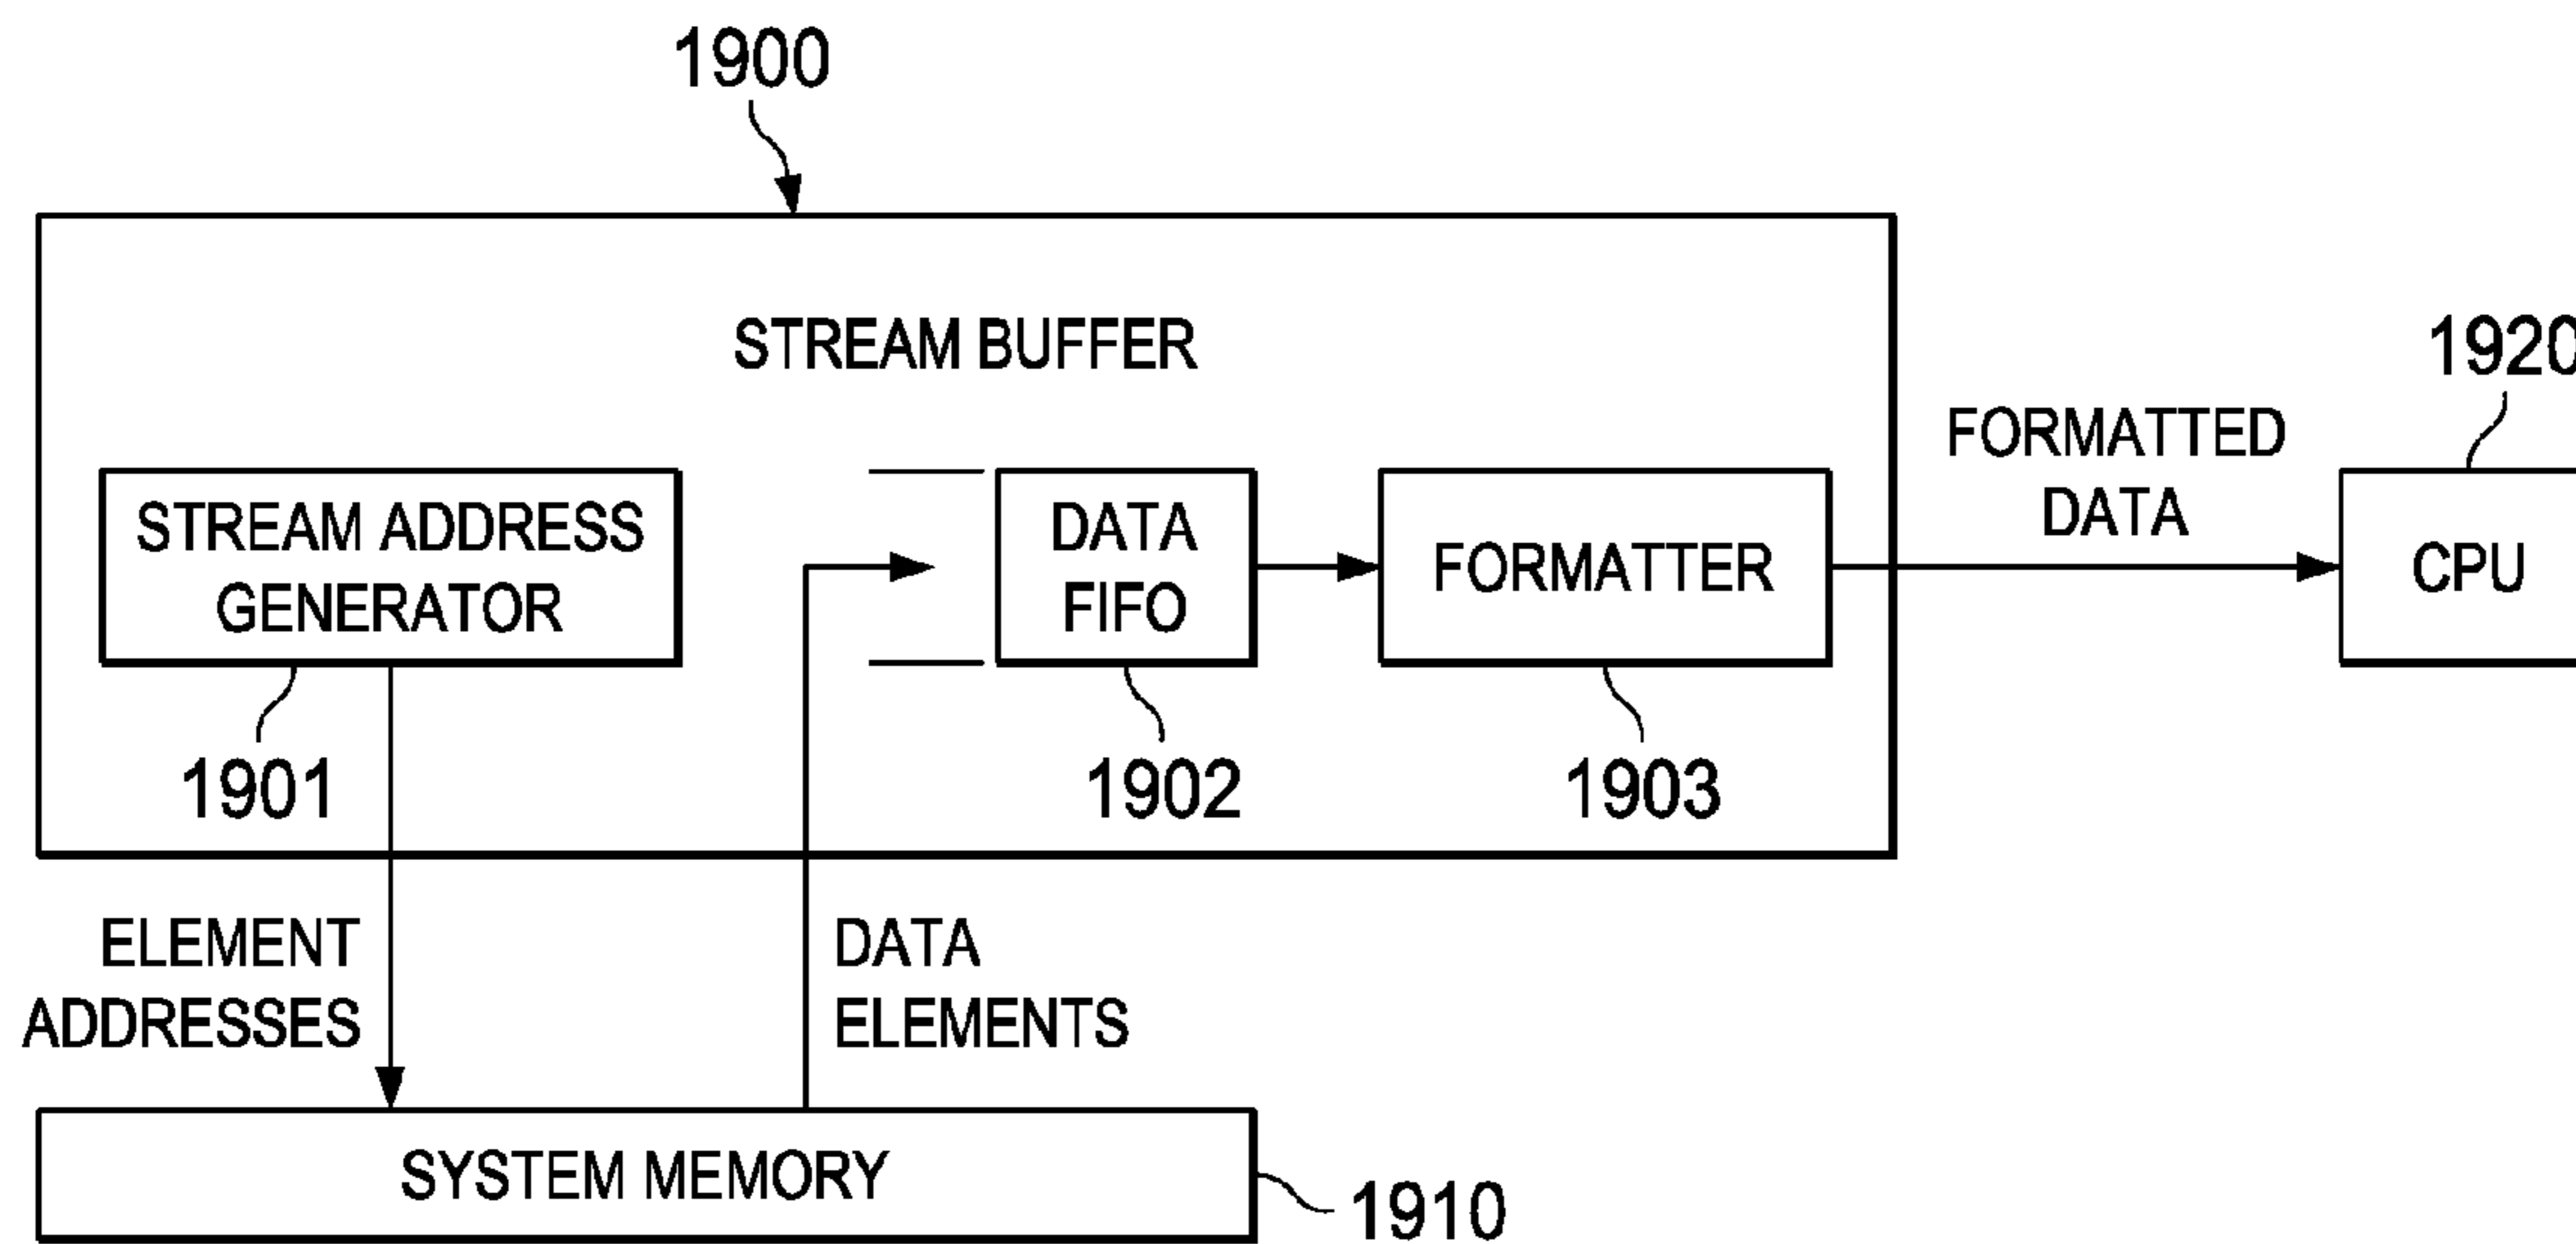 1900
STREAM BUFFER
1920
FORMATTED
DATA
STREAM ADDRESS
GENERATOR
DATA
FIFO
FORMATTER
CPU
1901
1902
1903
ELEMENT
ADDRESSES
DATA
ELEMENTS
SYSTEM MEMORY
1910